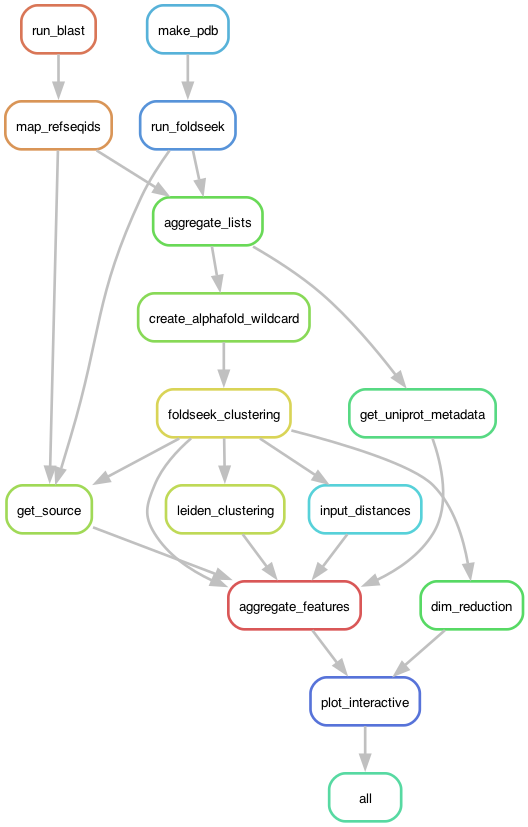 run_blast
make_pdb
map_refseqids
run_foldseek
aggregate_lists
create_alphafold_wildcard
foldseek_clustering
get_uniprot_metadata
get_source
leiden_clustering
input_distances
aggregate_features
dim_reduction
plot_interactive
all